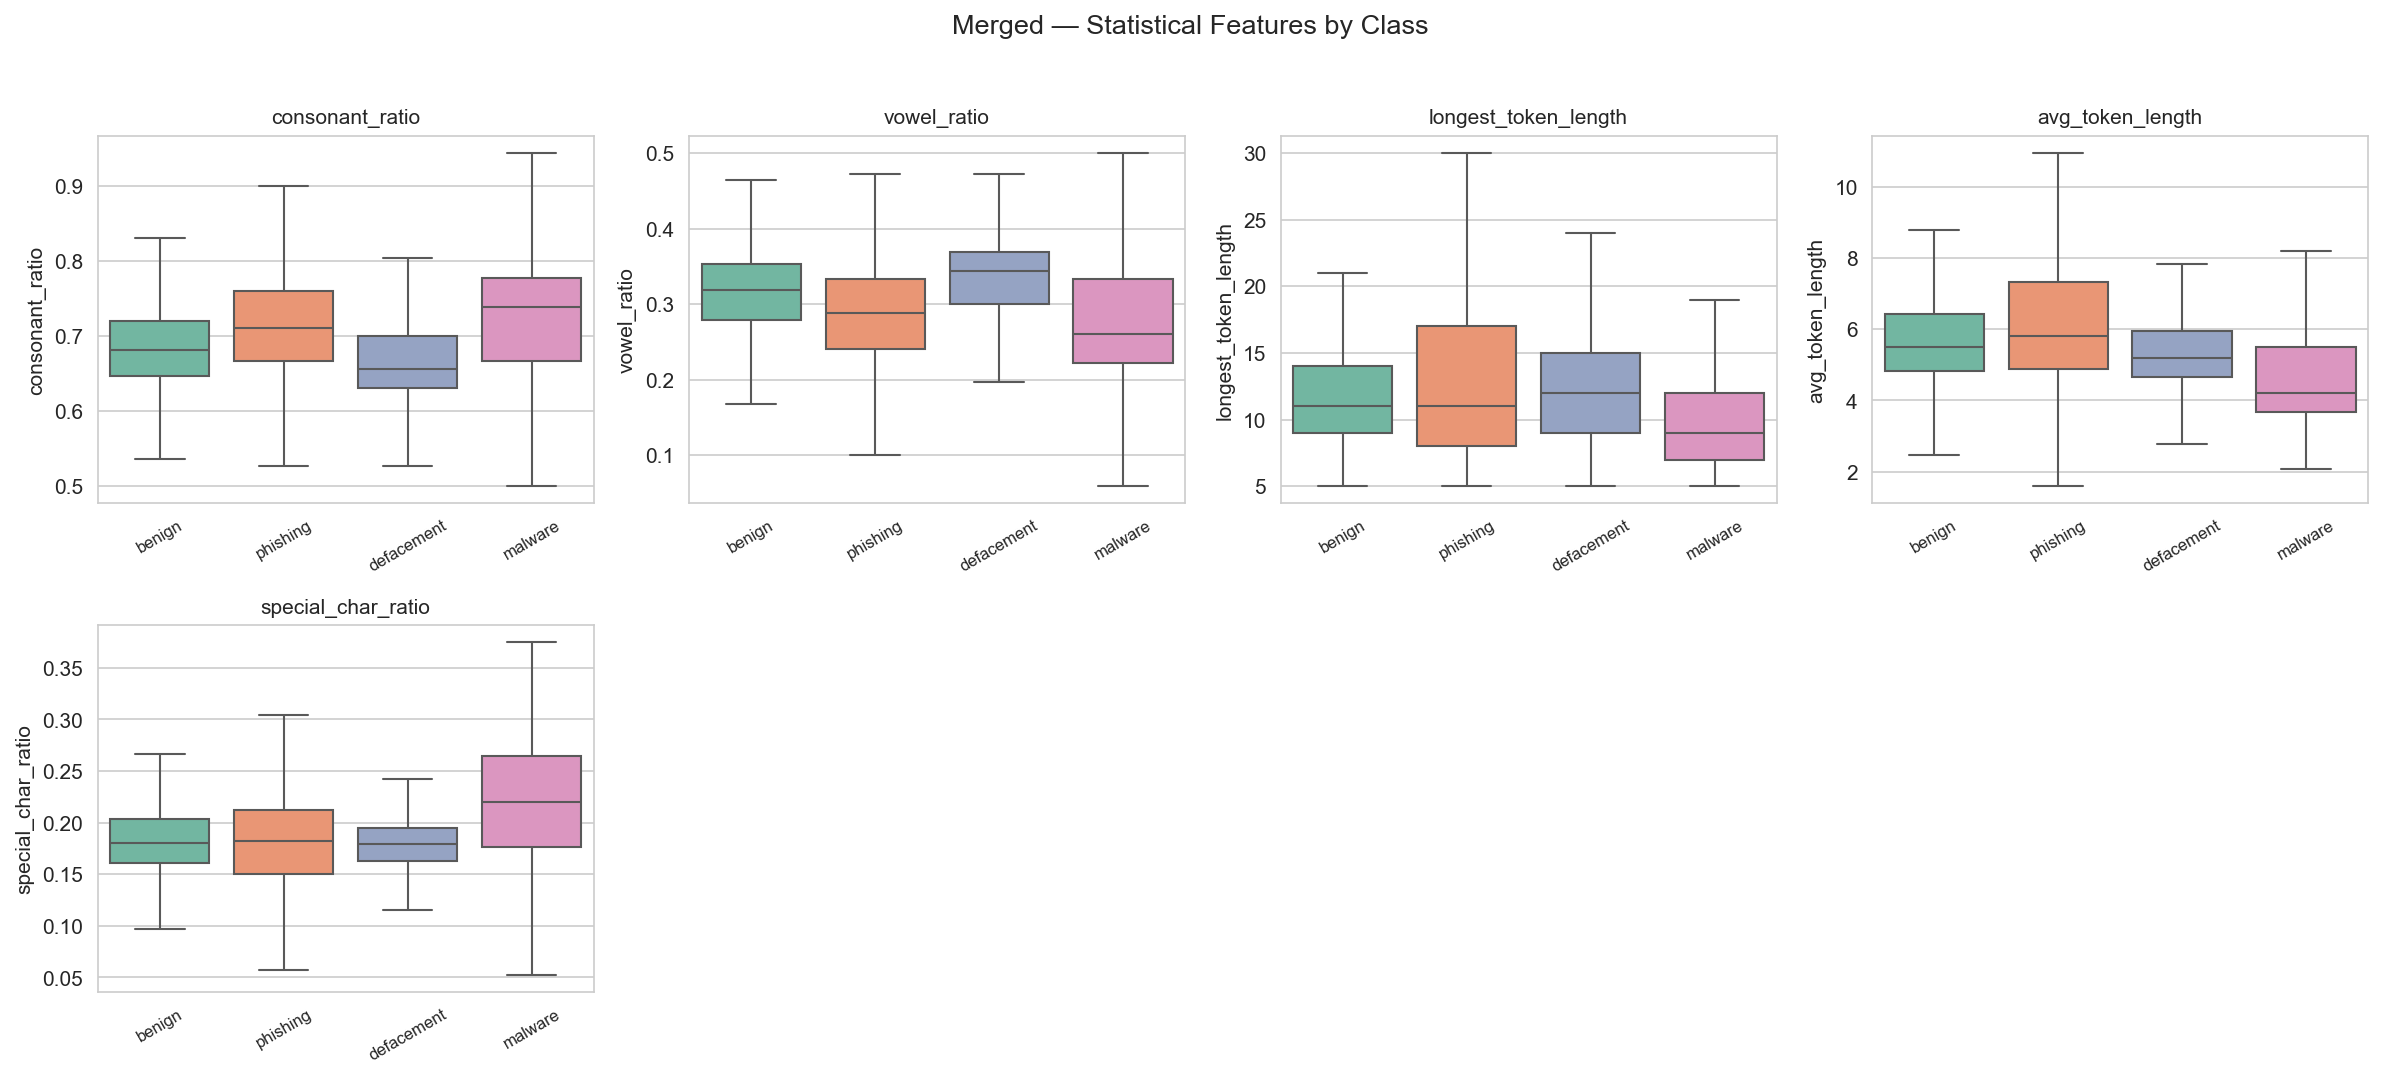 Merged — Statistical Features by Class
consonant_ratio
consonant_ratio
0.9
0.8
0.7
0.6
0.5
benign
phishing
defacement
malware
vowel_ratio
vowel_ratio
0.5
0.4
0.3
0.2
0.1
benign
phishing
defacement
malware
longest_token_length
longest_token_length
30
25
20
15
10
5
benign
phishing
defacement
malware
avg_token_length
avg_token_length
10
8
6
4
2
benign
phishing
defacement
malware
special_char_ratio
special_char_ratio
0.35
0.30
0.25
0.20
0.15
0.10
0.05
benign
phishing
defacement
malware